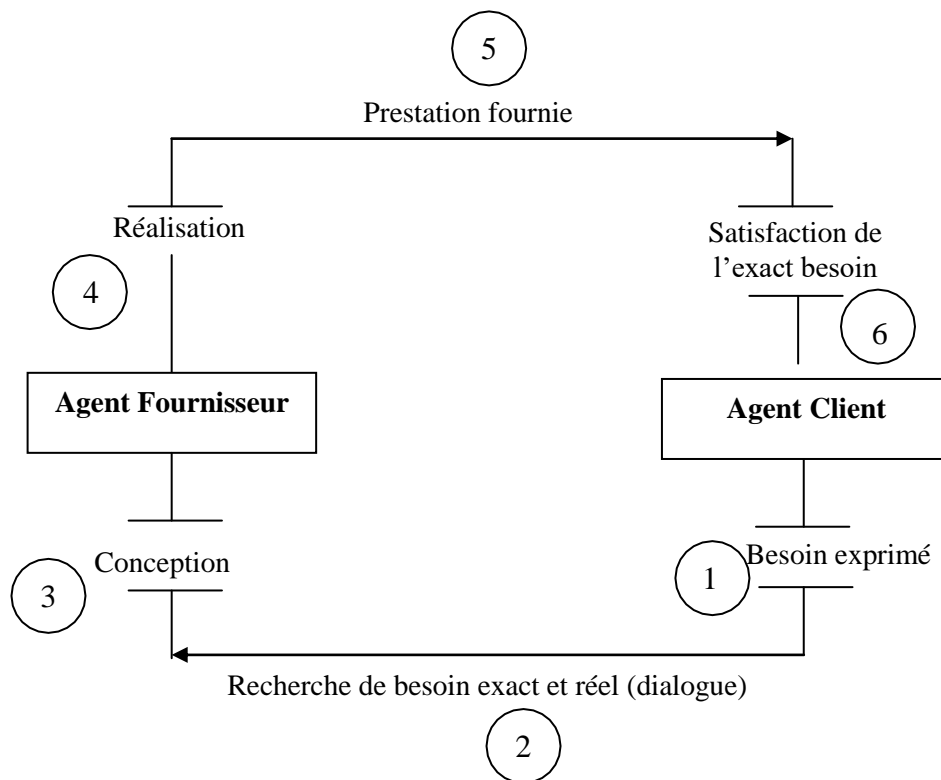 5
Prestation fournie
Réalisation
Satisfaction de
l’exact besoin
4
6
Agent Fournisseur
Agent Client
Conception
Besoin exprimé
3
1
Recherche de besoin exact et réel (dialogue)
2